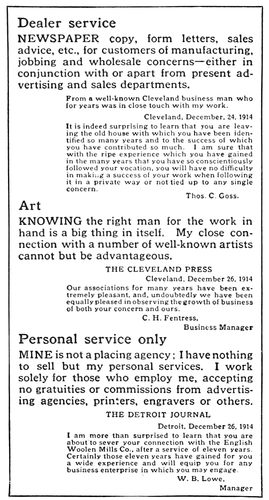 Dealer service
NEWSPAPER copy, form letters, sales
advice, etc., for customers of manufacturing,
jobbing and wholesale concerns—either in
conjunction with or apart from present ad-
vertising and sales departments.
From a well-known Cleveland business man who
for years was in close touch with my work.
Cleveland, December, 24, 1914
It is indeed surprising to learn that you are leav-
ing the old house with which you have been iden-
tified so many years and to the success of which
you have contributed so much. I am sure that
with the ripe experience which you have gained
in the many years that you have so conscientiously
followed your vocation, you will have no difficulty
in making a success of your work when following
it in a private way or not tied up to any single
concern.
Thos. C. Goss.
Art
KNOWING the right man for the work in
hand is a big thing in itself. My close con-
nection with a number of well-known artists
cannot but be advantageous.
THE CLEVELAND PRESS
Cleveland, December 26, 1914
Our associations for many years have been ex-
tremely pleasant, and, undoubtedly we have been
equally pleased in observing the growth of business
of both your concern and ours.
C. H. Fentress,
Business Manager
Personal service only
MINE is not a placing agency; I have nothing
to sell but my personal services. I work
solely for those who employ me, accepting
no gratuities or commissions from advertis-
ing agencies, printers, engravers or others.
THE DETROIT JOURNAL
Detroit, December 26, 1914
I am more than surprised to learn that you are
about to sever your connection with the English
Woolen Mills Co., after a service of eleven years.
Certainly those eleven years have gained for you
a wide experience and will equip you for any
business enterprise in which you may engage.
W. B. Lowe,
Manager